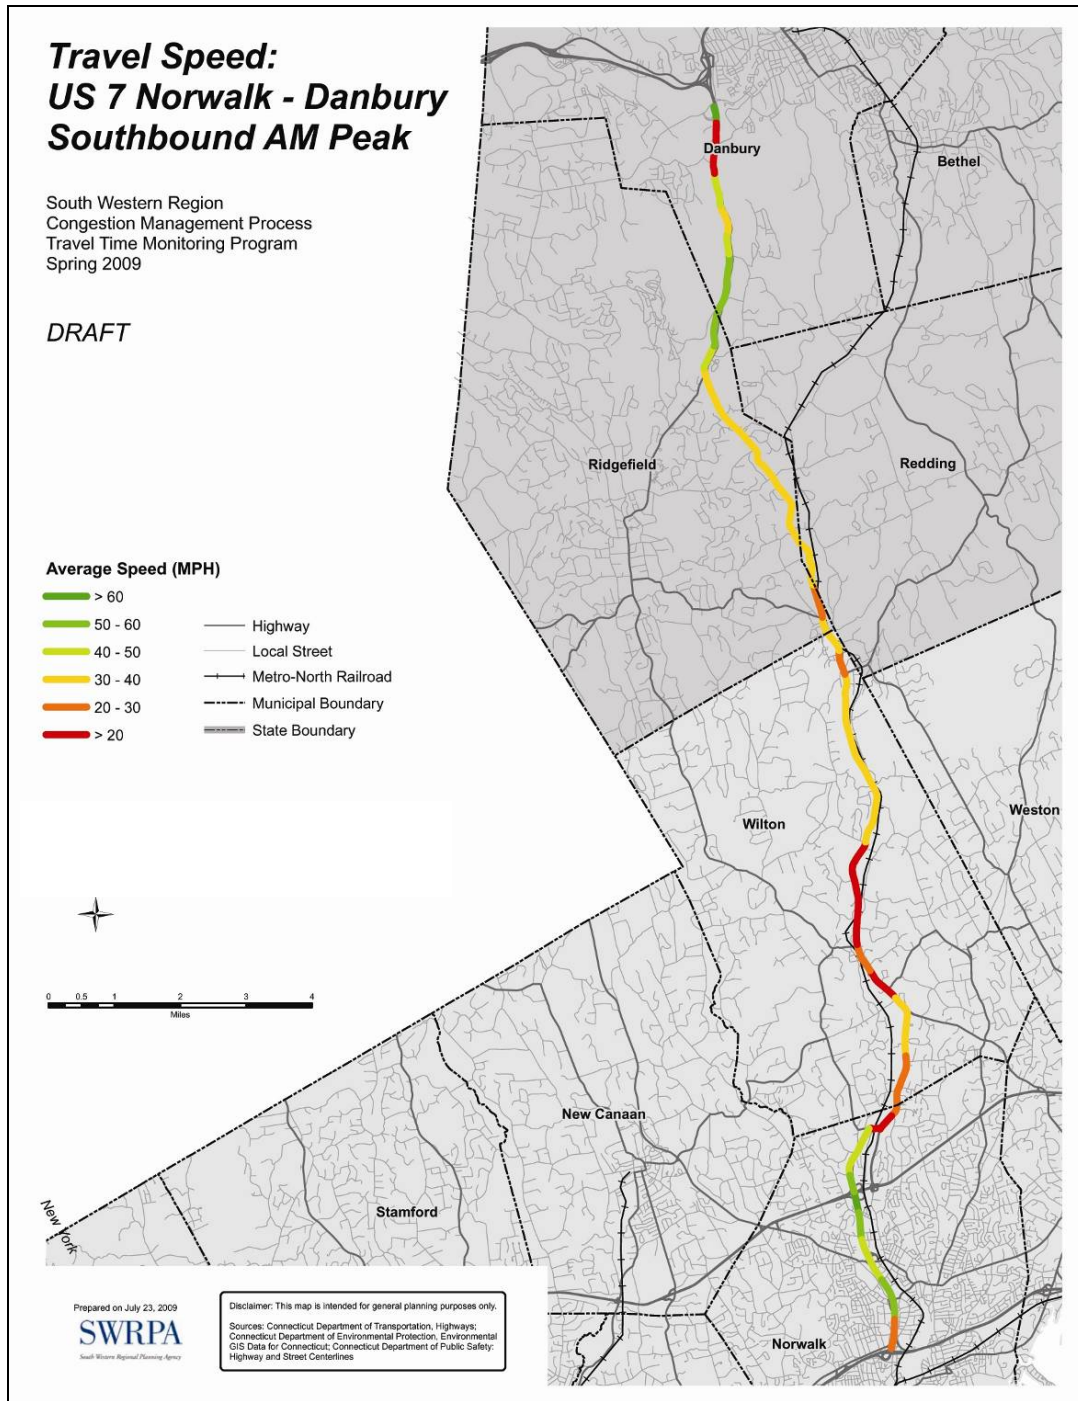 Travel Speed:
US 7 Norwalk - Danbury
Southbound AM Peak
South Western Region
Congestion Management Process
Travel Time Monitoring Program
Spring 2009
DRAFT
Danbury
Bethel
Ridgefield
Redding
Average Speed (MPH)
> 60
50 - 60
40 - 50
30 - 40
20 - 30
> 20
Highway
Local Street
Metro-North Railroad
Municipal Boundary
State Boundary
Wilton
Weston
0 0.5 1 2 3 4
Miles
New Canaan
Stamford
New York
Norwalk
Prepared on July 23, 2009
SWRPA
South Western Regional Planning Agency
Disclaimer: This map is intended for general planning purposes only.
Sources: Connecticut Department of Transportation, Highways;
Connecticut Department of Environmental Protection, Environmental
GIS Data for Connecticut; Connecticut Department of Public Safety:
Highway and Street Centerlines